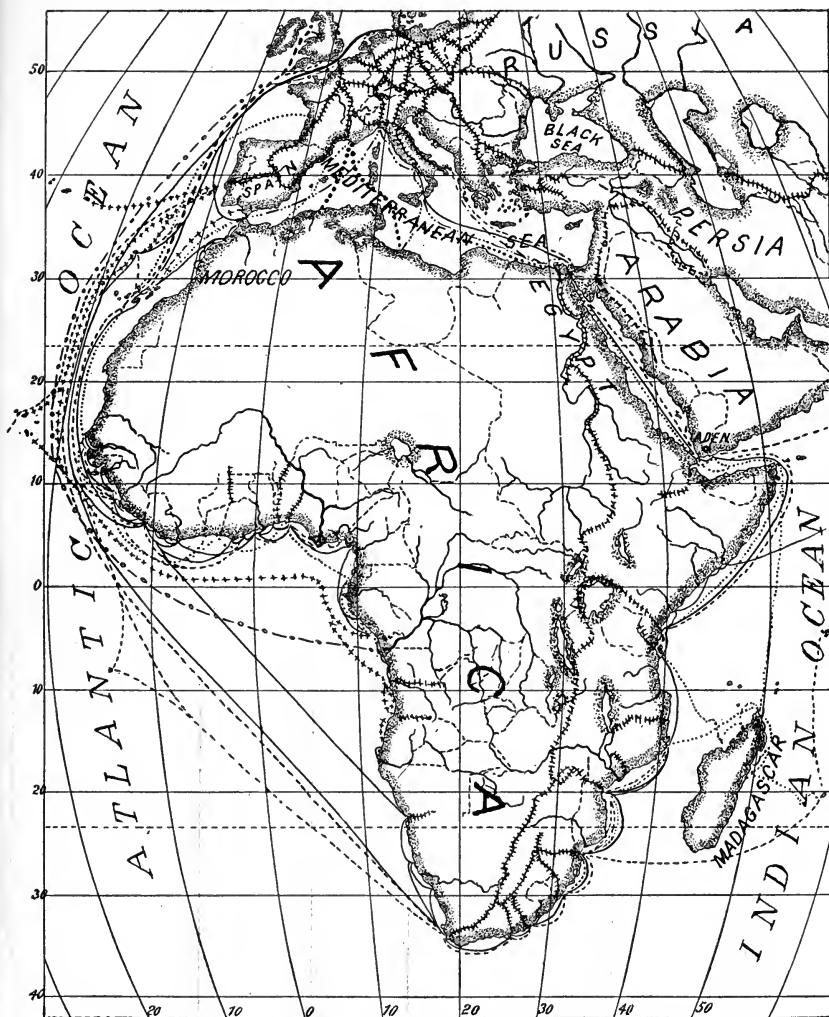 RUSSIA
50
BLACK
SEA
40
SPAIN
MEDITERRANEAN SEA
PERSIA
30
MOROCCO
EGYPT
ARABIA
AFRICA
20
ADEN
10
0
ATLANTIC OCEAN
INDIAN OCEAN
10
20
MADAGASCAR
30
40
20
10
0
10
20
30
40
50